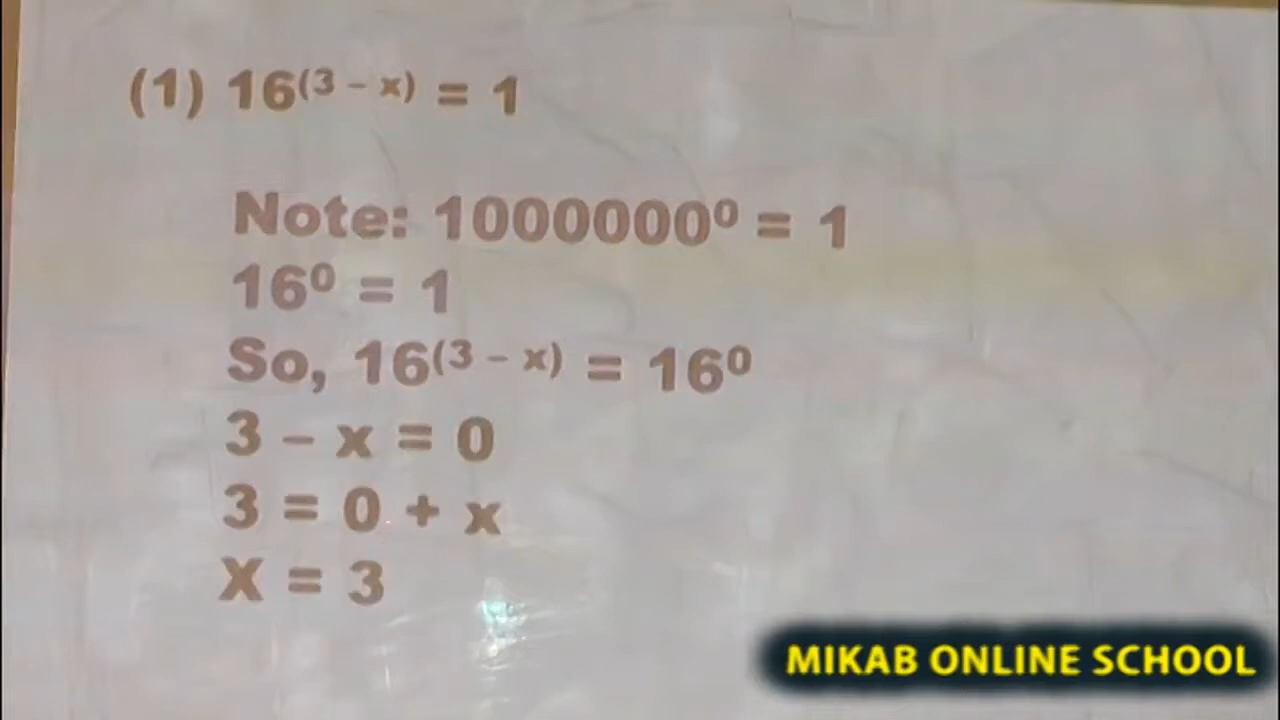 (1) 16⁽³ ⁻ ˣ⁾ = 1
Note: 1000000⁰ = 1
16⁰ = 1
So, 16⁽³ ⁻ ˣ⁾ = 16⁰
3 – x = 0
3 = 0 + x
X = 3
MIKAB ONLINE SCHOOL